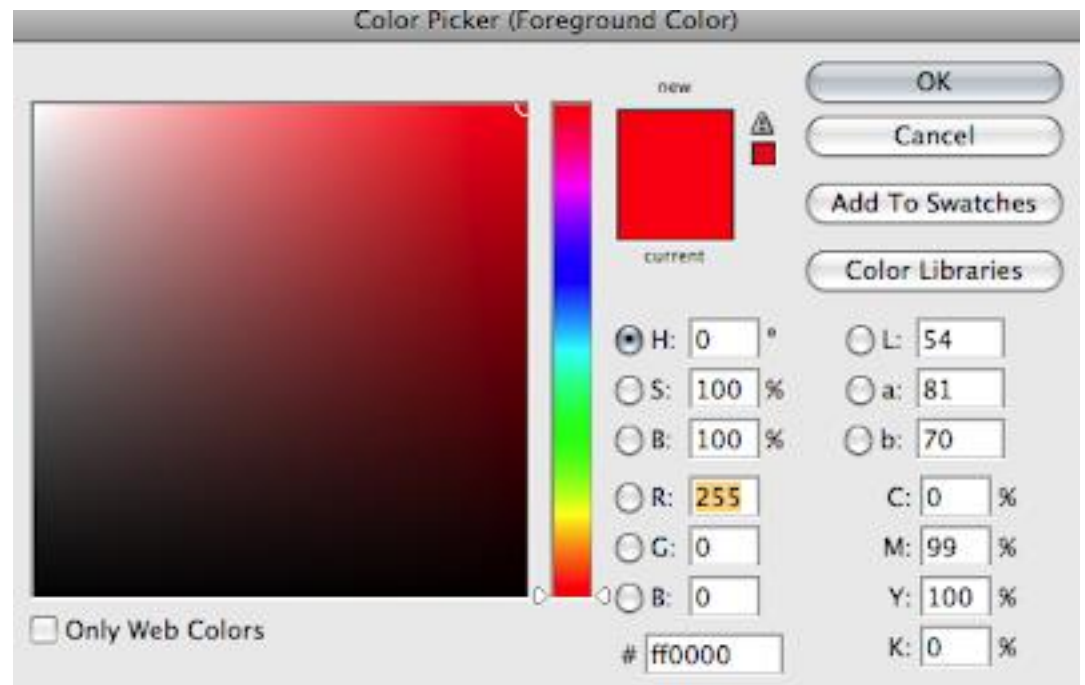 Color Picker (Foreground Color)
new
current
OK
Cancel
Add To Swatches
Color Libraries
H: 0 °
S: 100 %
B: 100 %
R: 255
G: 0
B: 0
# ff0000
L: 54
a: 81
b: 70
C: 0 %
M: 99 %
Y: 100 %
K: 0 %
Only Web Colors